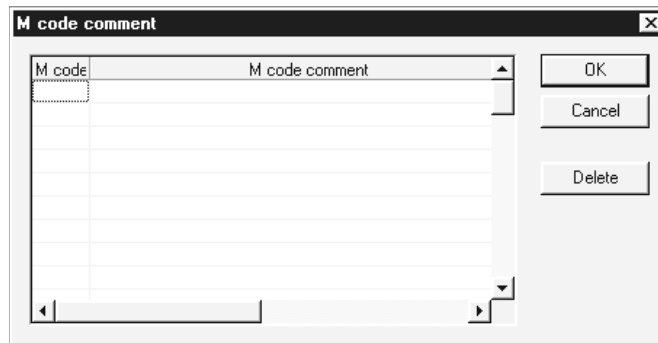 M code comment
M code M code comment
OK
Cancel
Delete